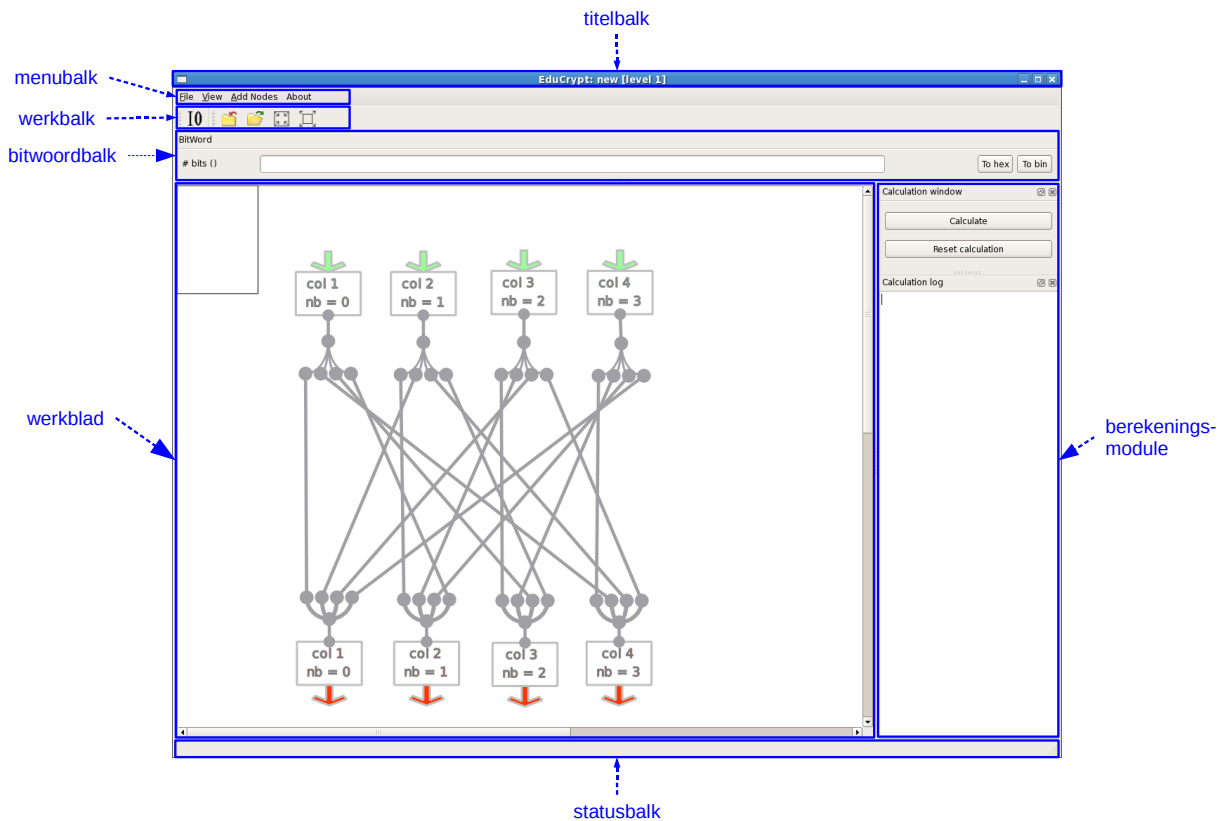 titelbalk
menubalk
EduCrypt: new [level 1]
File View Add Nodes About
werkbalk
I0
BitWord
bitwoordbalk
# bits ()
To hex
To bin
Calculation window
Calculate
Reset calculation
Calculation log
col 1
nb = 0
col 2
nb = 1
col 3
nb = 2
col 4
nb = 3
werkblad
berekenings-
module
col 1
nb = 0
col 2
nb = 1
col 3
nb = 2
col 4
nb = 3
statusbalk